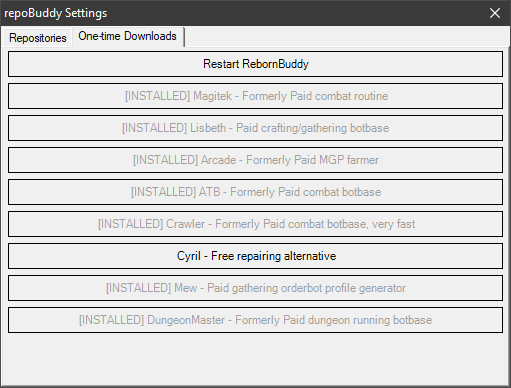 repoBuddy Settings
Repositories
One-time Downloads
Restart RebornBuddy
[INSTALLED] Magitek - Formerly Paid combat routine
[INSTALLED] Lisbeth - Paid crafting/gathering botbase
[INSTALLED] Arcade - Formerly Paid MGP farmer
[INSTALLED] ATB - Formerly Paid combat botbase
[INSTALLED] Crawler - Formerly Paid combat botbase, very fast
Cyril - Free repairing alternative
[INSTALLED] Mew - Paid gathering orderbot profile generator
[INSTALLED] DungeonMaster - Formerly Paid dungeon running botbase